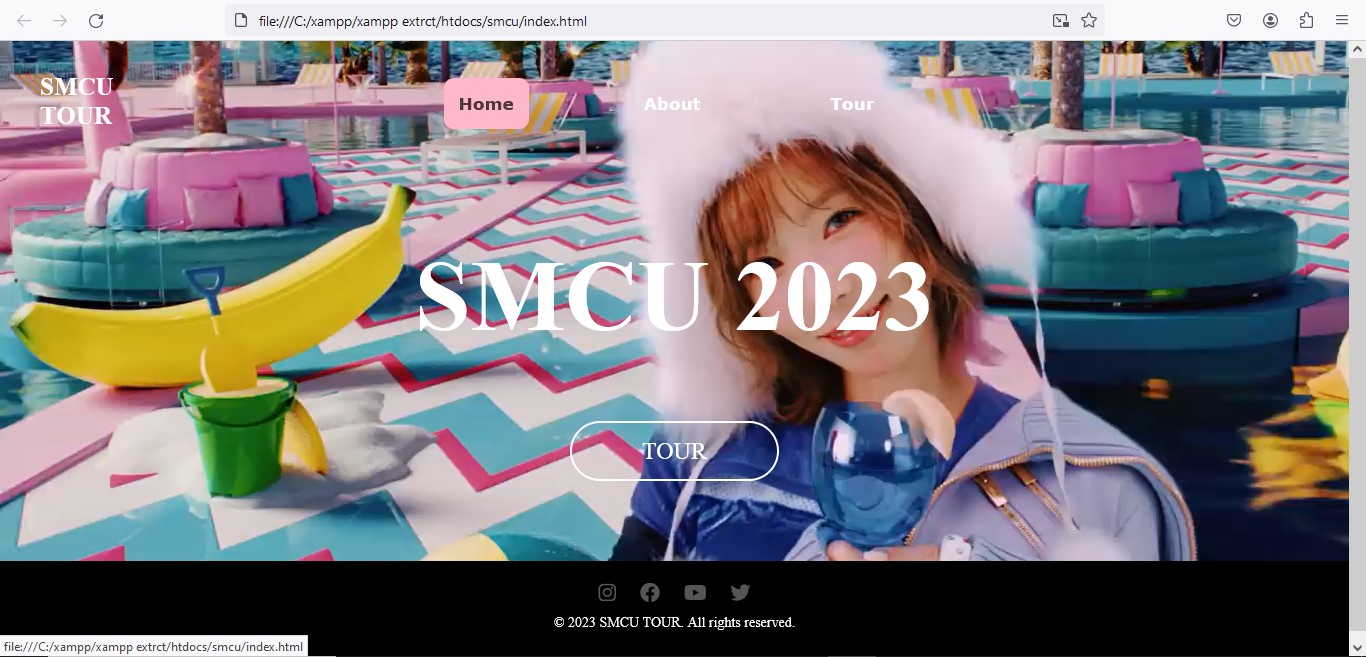 file:///C:/xampp/xampp extrct/htdocs/smcu/index.html
SMCU
TOUR
Home
About
Tour
SMCU 2023
TOUR
© 2023 SMCU TOUR. All rights reserved.
file:///C:/xampp/xampp extrct/htdocs/smcu/index.html